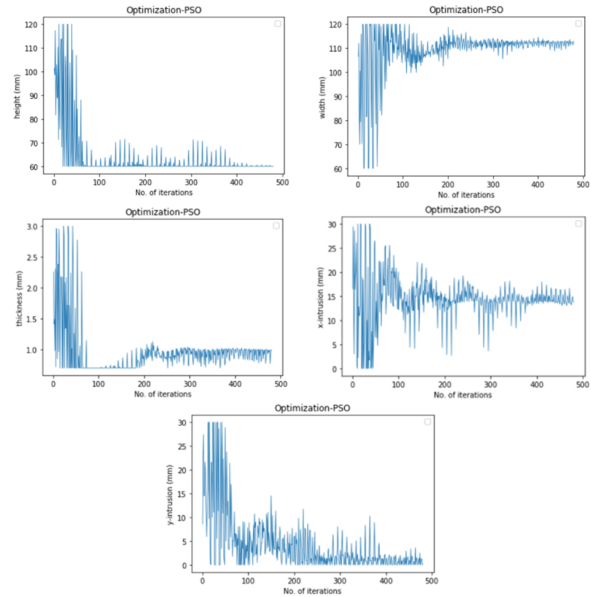 Optimization-PSO
120
110
100
90
80
70
60
height (mm)
0 100 200 300 400 500
No. of iterations
Optimization-PSO
120
110
100
90
80
70
60
width (mm)
0 100 200 300 400 500
No. of iterations
Optimization-PSO
3.0
2.5
2.0
1.5
1.0
thickness (mm)
0 100 200 300 400 500
No. of iterations
Optimization-PSO
30
25
20
15
10
5
0
x-intrusion (mm)
0 100 200 300 400 500
No. of iterations
Optimization-PSO
30
25
20
15
10
5
0
y-intrusion (mm)
0 100 200 300 400 500
No. of iterations